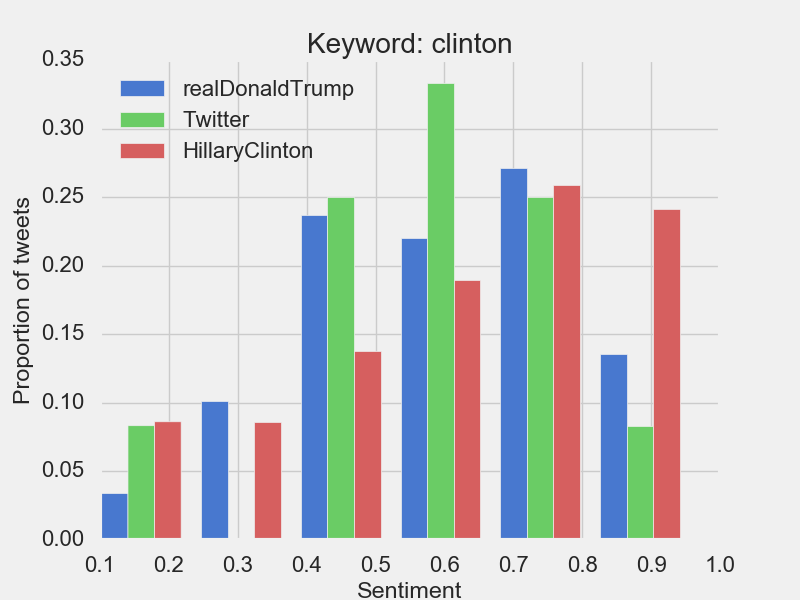 Keyword: clinton
realDonaldTrump
Twitter
HillaryClinton
Proportion of tweets
0.35
0.30
0.25
0.20
0.15
0.10
0.05
0.00
0.1 0.2 0.3 0.4 0.5 0.6 0.7 0.8 0.9 1.0
Sentiment